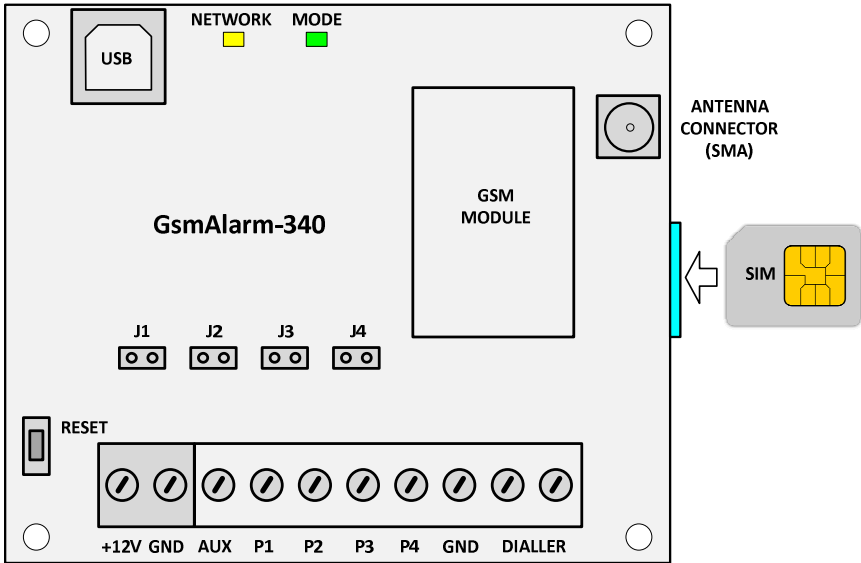 NETWORK MODE
USB
ANTENNA
CONNECTOR
(SMA)
GSM
MODULE
GsmAlarm-340
SIM
J1 J2 J3 J4
RESET
+12V GND AUX P1 P2 P3 P4 GND DIALLER